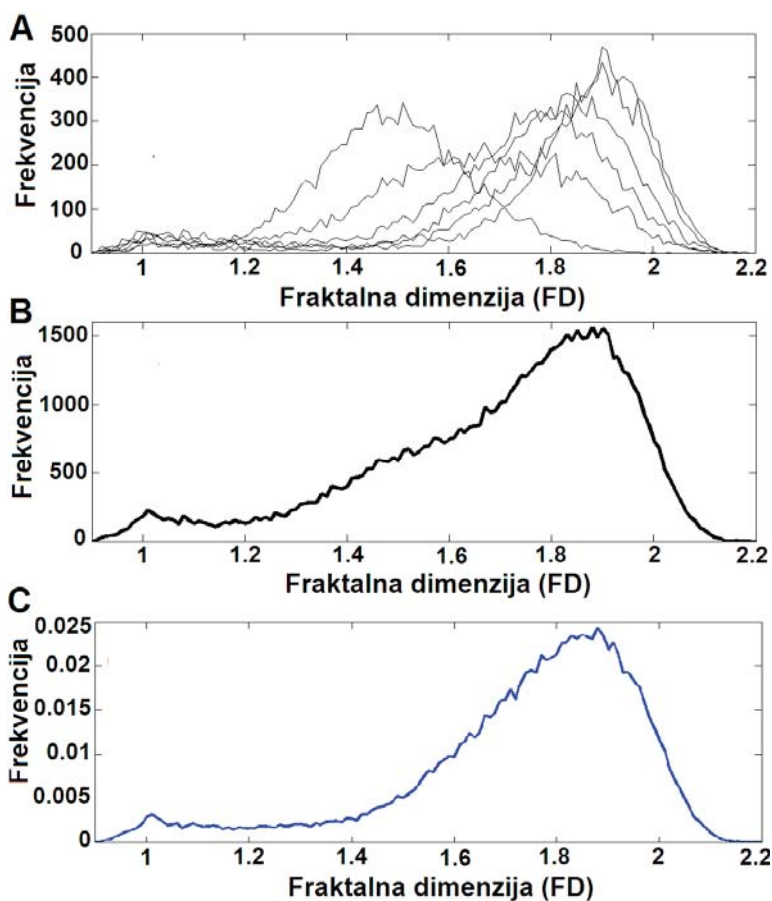 A
Frekvencija
500
400
300
200
100
0
1 1.2 1.4 1.6 1.8 2 2.2
Fraktalna dimenzija (FD)
B
Frekvencija
1500
1000
500
0
1 1.2 1.4 1.6 1.8 2 2.2
Fraktalna dimenzija (FD)
C
Frekvencija
0.025
0.02
0.015
0.01
0.005
0
1 1.2 1.4 1.6 1.8 2 2.2
Fraktalna dimenzija (FD)